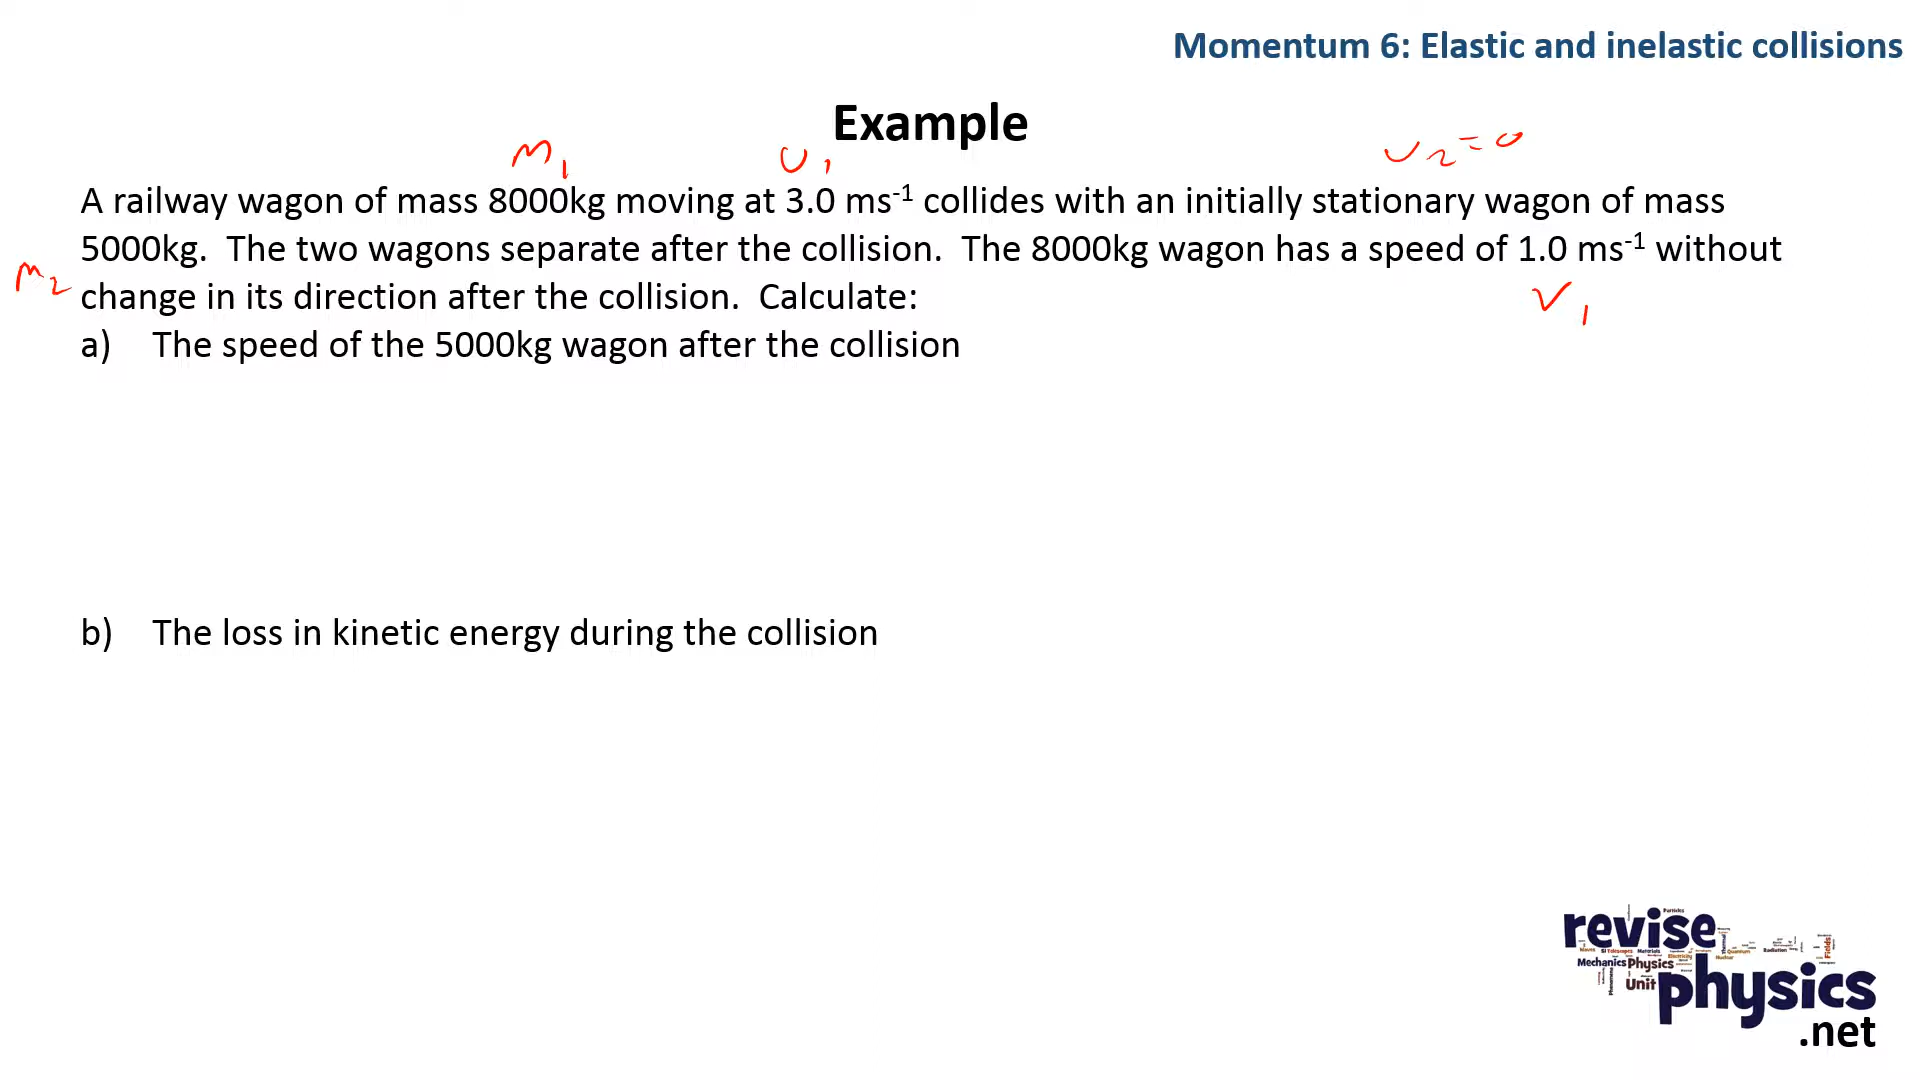 Momentum 6: Elastic and inelastic collisions
Example
m₁ u₁ u₂=0
A railway wagon of mass 8000kg moving at 3.0 ms⁻¹ collides with an initially stationary wagon of mass
5000kg. The two wagons separate after the collision. The 8000kg wagon has a speed of 1.0 ms⁻¹ without
m₂ change in its direction after the collision. Calculate: v₁
a) The speed of the 5000kg wagon after the collision
b) The loss in kinetic energy during the collision
revise
Mechanics Physics
Unit physics
.net